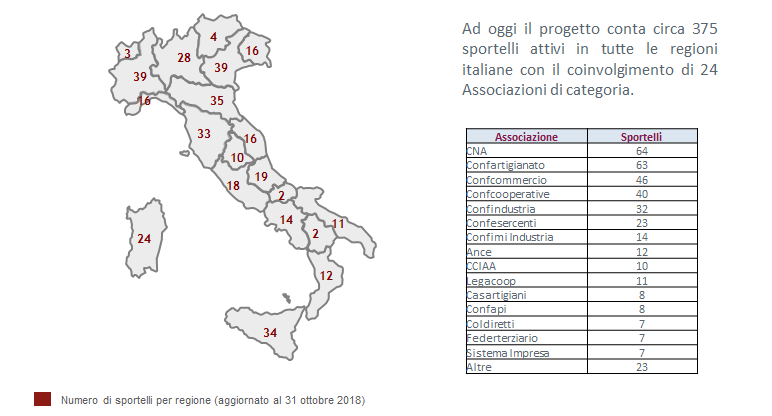 Ad oggi il progetto conta circa 375
sportelli attivi in tutte le regioni
italiane con il coinvolgimento di 24
Associazioni di categoria.
4
3
28
16
39
39
16
35
33
16
10
19
18
2
14
11
2
24
12
34
Associazione Sportelli
CNA 64
Confartigianato 63
Confcommercio 46
Confcooperative 40
Confindustria 32
Confesercenti 23
Confimi Industria 14
Ance 12
CCIAA 10
Legacoop 11
Casartigiani 8
Confapi 8
Coldiretti 7
Federterziario 7
Sistema Impresa 7
Altre 23
Numero di sportelli per regione (aggiornato al 31 ottobre 2018)